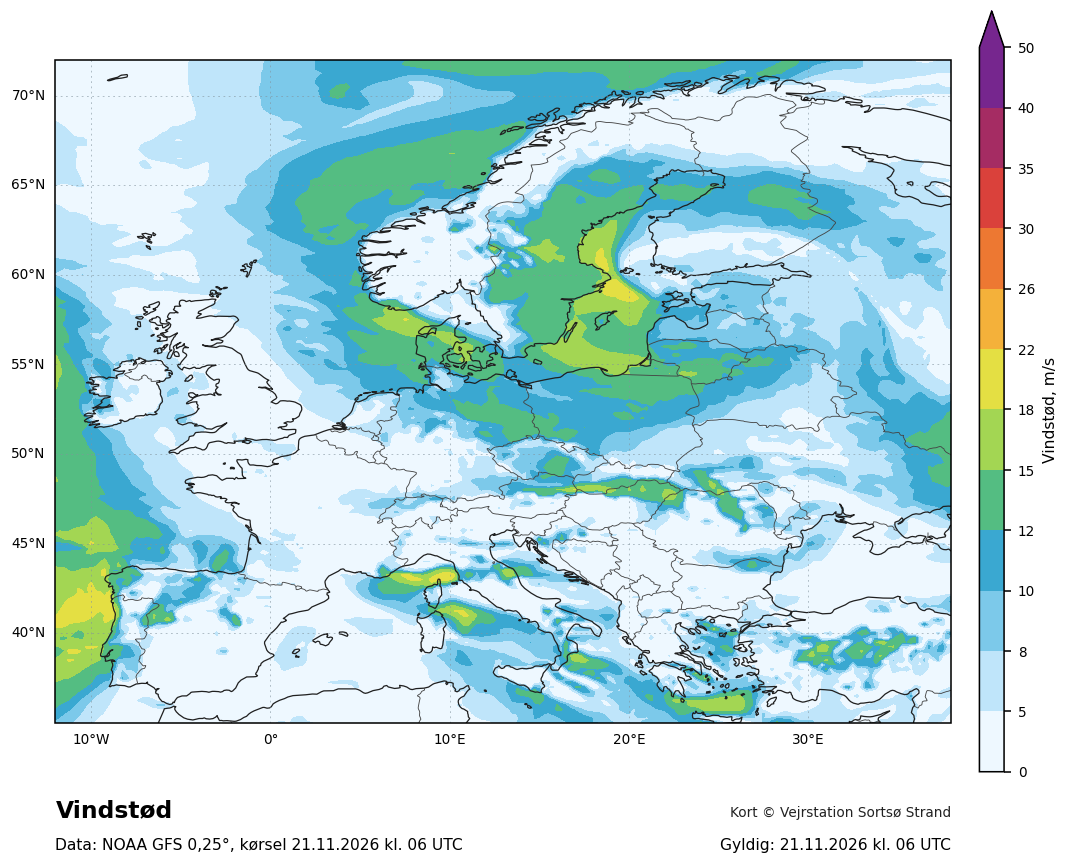 50
40
35
30
26
22
18
15
12
10
8
5
0
Vindstød, m/s
70°N
65°N
60°N
55°N
50°N
45°N
40°N
10°W
0°
10°E
20°E
30°E
Vindstød
Kort © Vejrstation Sortsø Strand
Data: NOAA GFS 0,25°, kørsel 21.11.2026 kl. 06 UTC
Gyldig: 21.11.2026 kl. 06 UTC